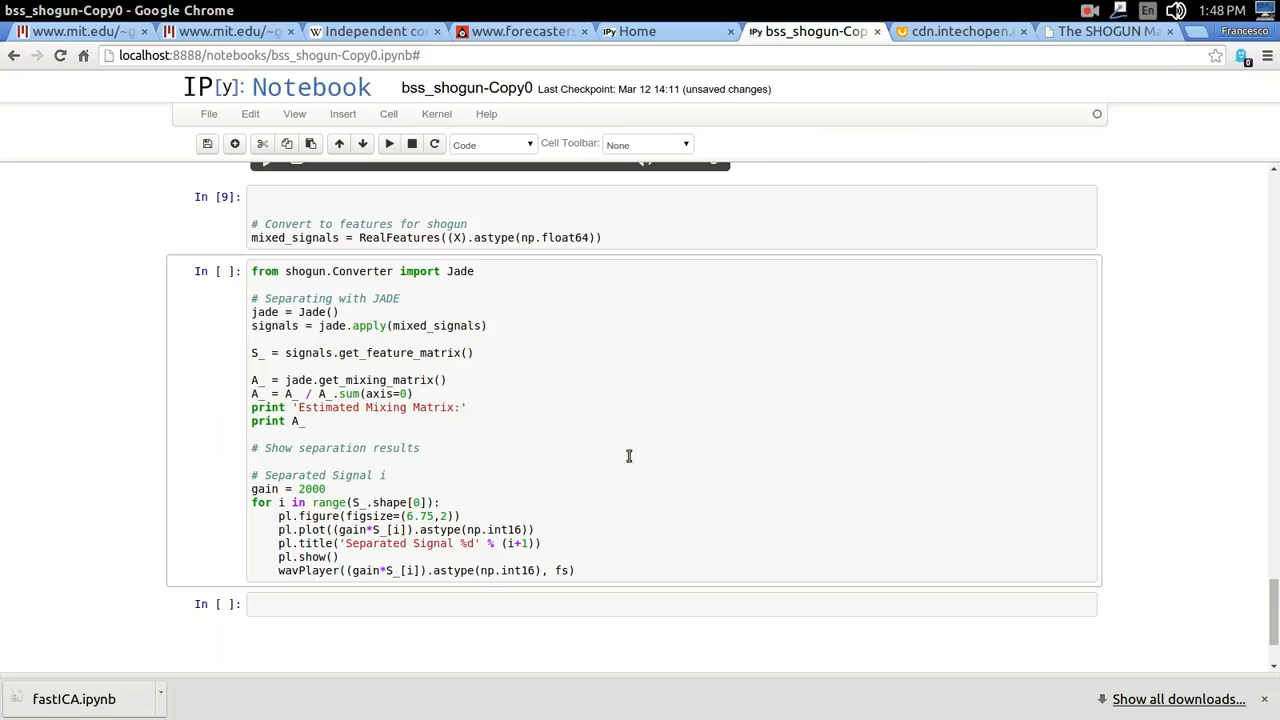 bss_shogun-Copy0 - Google Chrome
En
1:48 PM
www.mit.edu/~g
www.mit.edu/~g
Independent co
www.forecaster
Home
bss_shogun-Cop
cdn.intechopen.
The SHOGUN Ma
Francesco
localhost:8888/notebooks/bss_shogun-Copy0.ipynb#
0
IP[y]: Notebook
bss_shogun-Copy0 Last Checkpoint: Mar 12 14:11 (unsaved changes)
File Edit View Insert Cell Kernel Help
Code
Cell Toolbar: None
In [9]:
# Convert to features for shogun
mixed_signals = RealFeatures((X).astype(np.float64))
In [ ]:
from shogun.Converter import Jade
# Separating with JADE
jade = Jade()
signals = jade.apply(mixed_signals)
S_ = signals.get_feature_matrix()
A_ = jade.get_mixing_matrix()
A_ = A_ / A_.sum(axis=0)
print 'Estimated Mixing Matrix:'
print A_
# Show separation results
# Separated Signal i
gain = 2000
for i in range(S_.shape[0]):
pl.figure(figsize=(6.75,2))
pl.plot((gain*S_[i]).astype(np.int16))
pl.title('Separated Signal %d' % (i+1))
pl.show()
wavPlayer((gain*S_[i]).astype(np.int16), fs)
In [ ]:
fastICA.ipynb
Show all downloads...